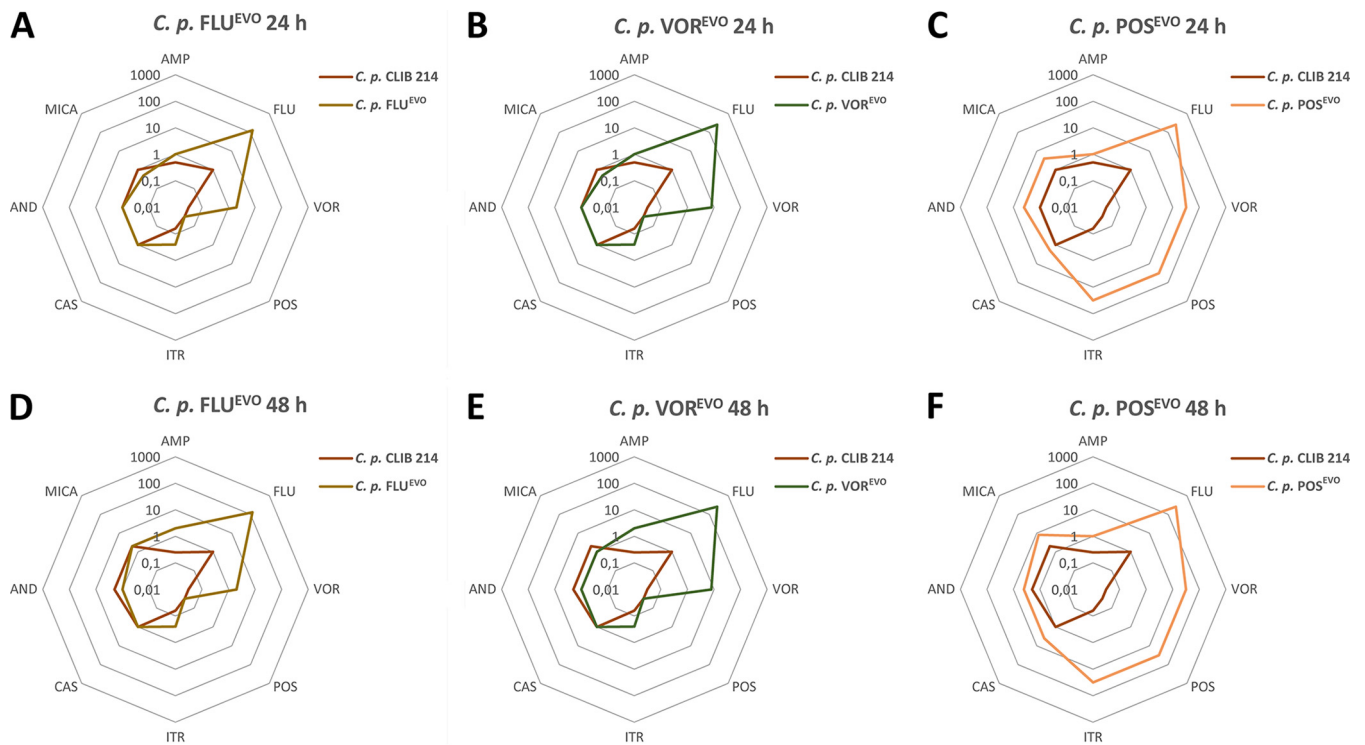 A
C. p. FLUEVO 24 h
AMP
1000
100
10
1
0,1
0,01
FLU
VOR
POS
ITR
CAS
AND
MICA
C. p. CLIB 214
C. p. FLUEVO
B
C. p. VOREVO 24 h
AMP
1000
100
10
1
0,1
0,01
FLU
VOR
POS
ITR
CAS
AND
MICA
C. p. CLIB 214
C. p. VOREVO
C
C. p. POSEVO 24 h
AMP
1000
100
10
1
0,1
0,01
FLU
VOR
POS
ITR
CAS
AND
MICA
C. p. CLIB 214
C. p. POSEVO
D
C. p. FLUEVO 48 h
AMP
1000
100
10
1
0,1
0,01
FLU
VOR
POS
ITR
CAS
AND
MICA
C. p. CLIB 214
C. p. FLUEVO
E
C. p. VOREVO 48 h
AMP
1000
100
10
1
0,1
0,01
FLU
VOR
POS
ITR
CAS
AND
MICA
C. p. CLIB 214
C. p. VOREVO
F
C. p. POSEVO 48 h
AMP
1000
100
10
1
0,1
0,01
FLU
VOR
POS
ITR
CAS
AND
MICA
C. p. CLIB 214
C. p. POSEVO